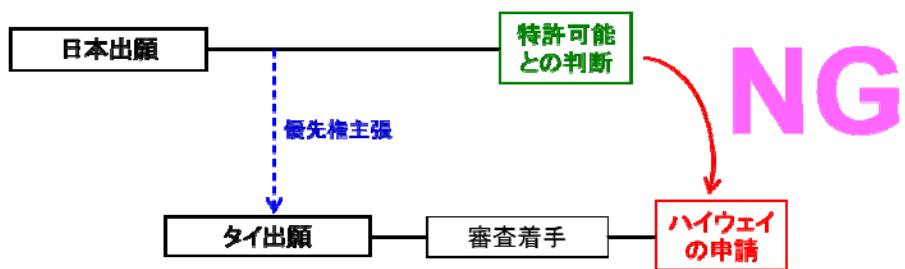 日本出願
特許可能
との判断
NG
優先権主張
タイ出願
審査着手
ハイウェイ
の申請